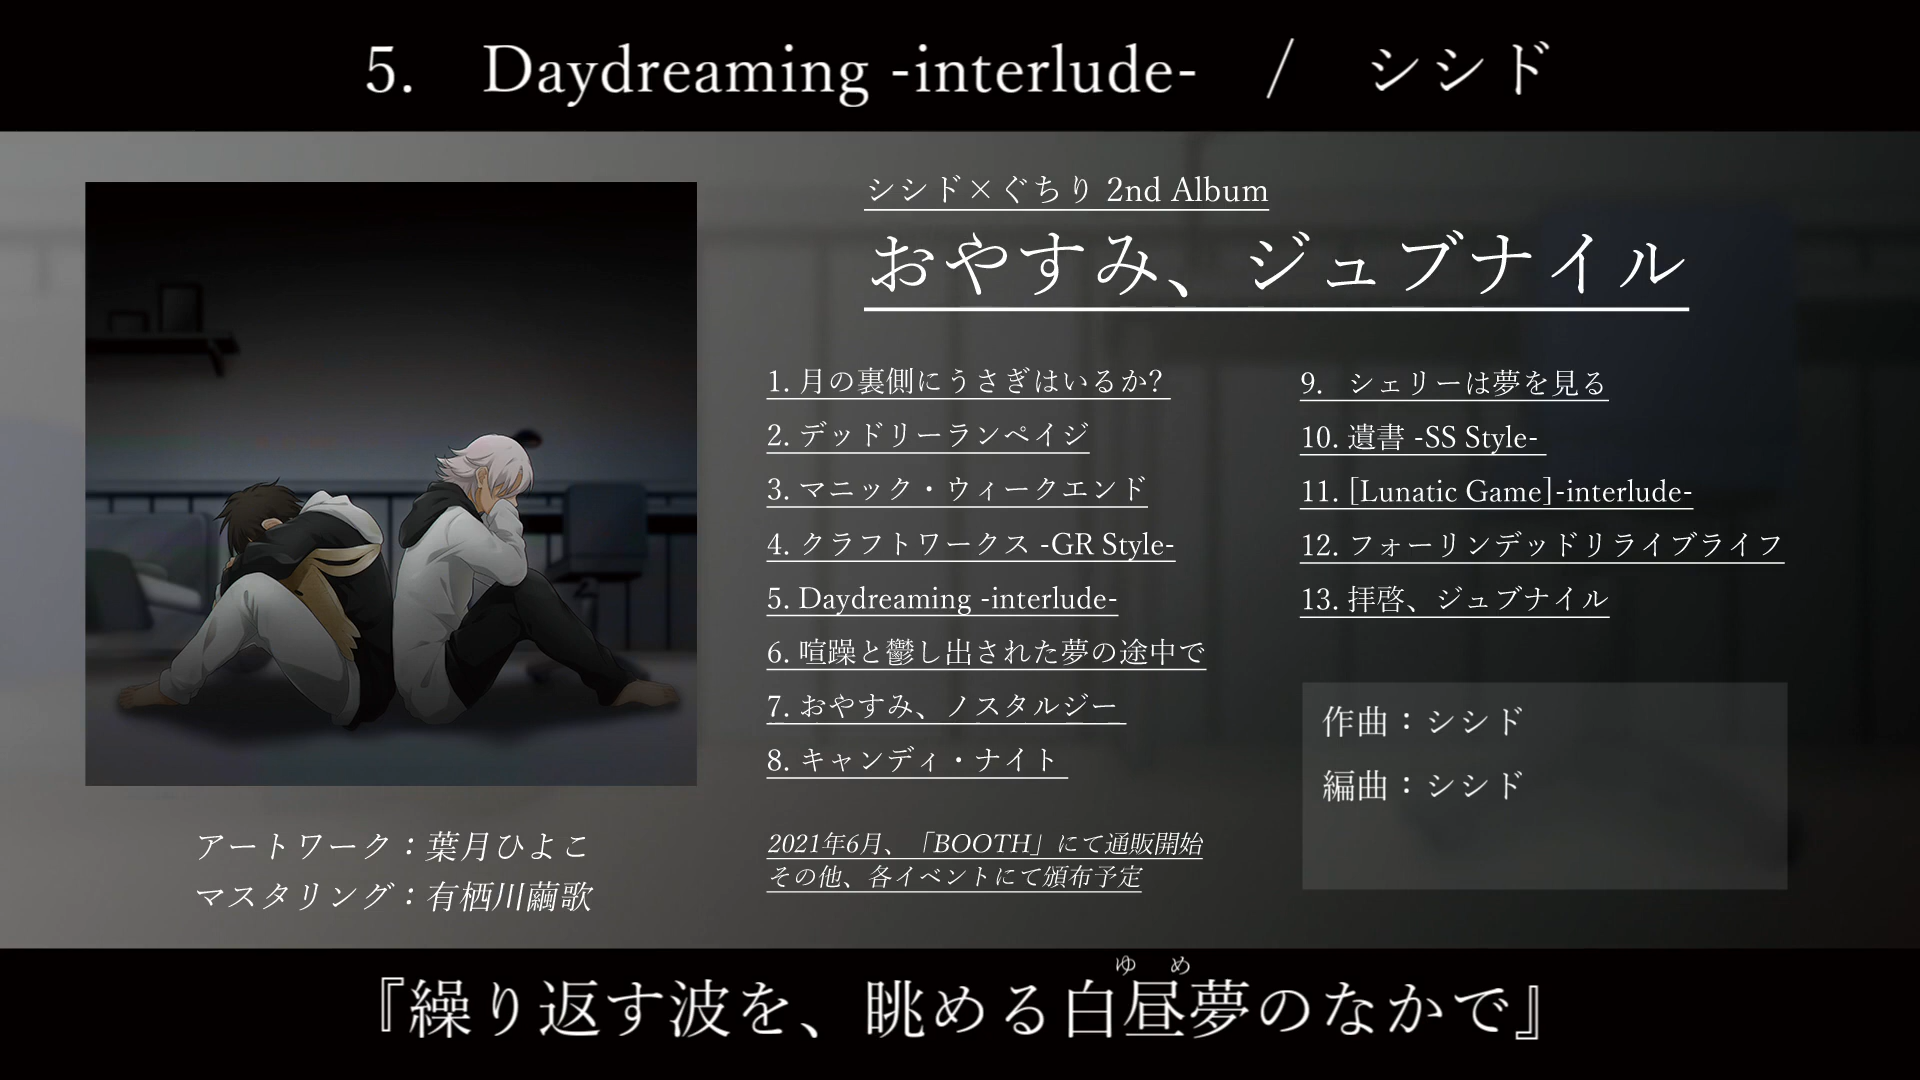 5.　Daydreaming -interlude-　/　シシド
シシド×ぐちり 2nd Album
おやすみ、ジュブナイル
1. 月の裏側にうさぎはいるか?
2. デッドリーランペイジ
3. マニック・ウィークエンド
4. クラフトワークス -GR Style-
5. Daydreaming -interlude-
6. 喧躁と鬱し出された夢の途中で
7. おやすみ、ノスタルジー
8. キャンディ・ナイト
9. シェリーは夢を見る
10. 遺書 -SS Style-
11. [Lunatic Game]-interlude-
12. フォーリンデッドリライブライフ
13. 拝啓、ジュブナイル
作曲：シシド
編曲：シシド
アートワーク：葉月ひよこ
マスタリング：有栖川繭歌
2021年6月、「BOOTH」にて通販開始
その他、各イベントにて頒布予定
ゆめ
『繰り返す波を、眺める白昼夢のなかで』